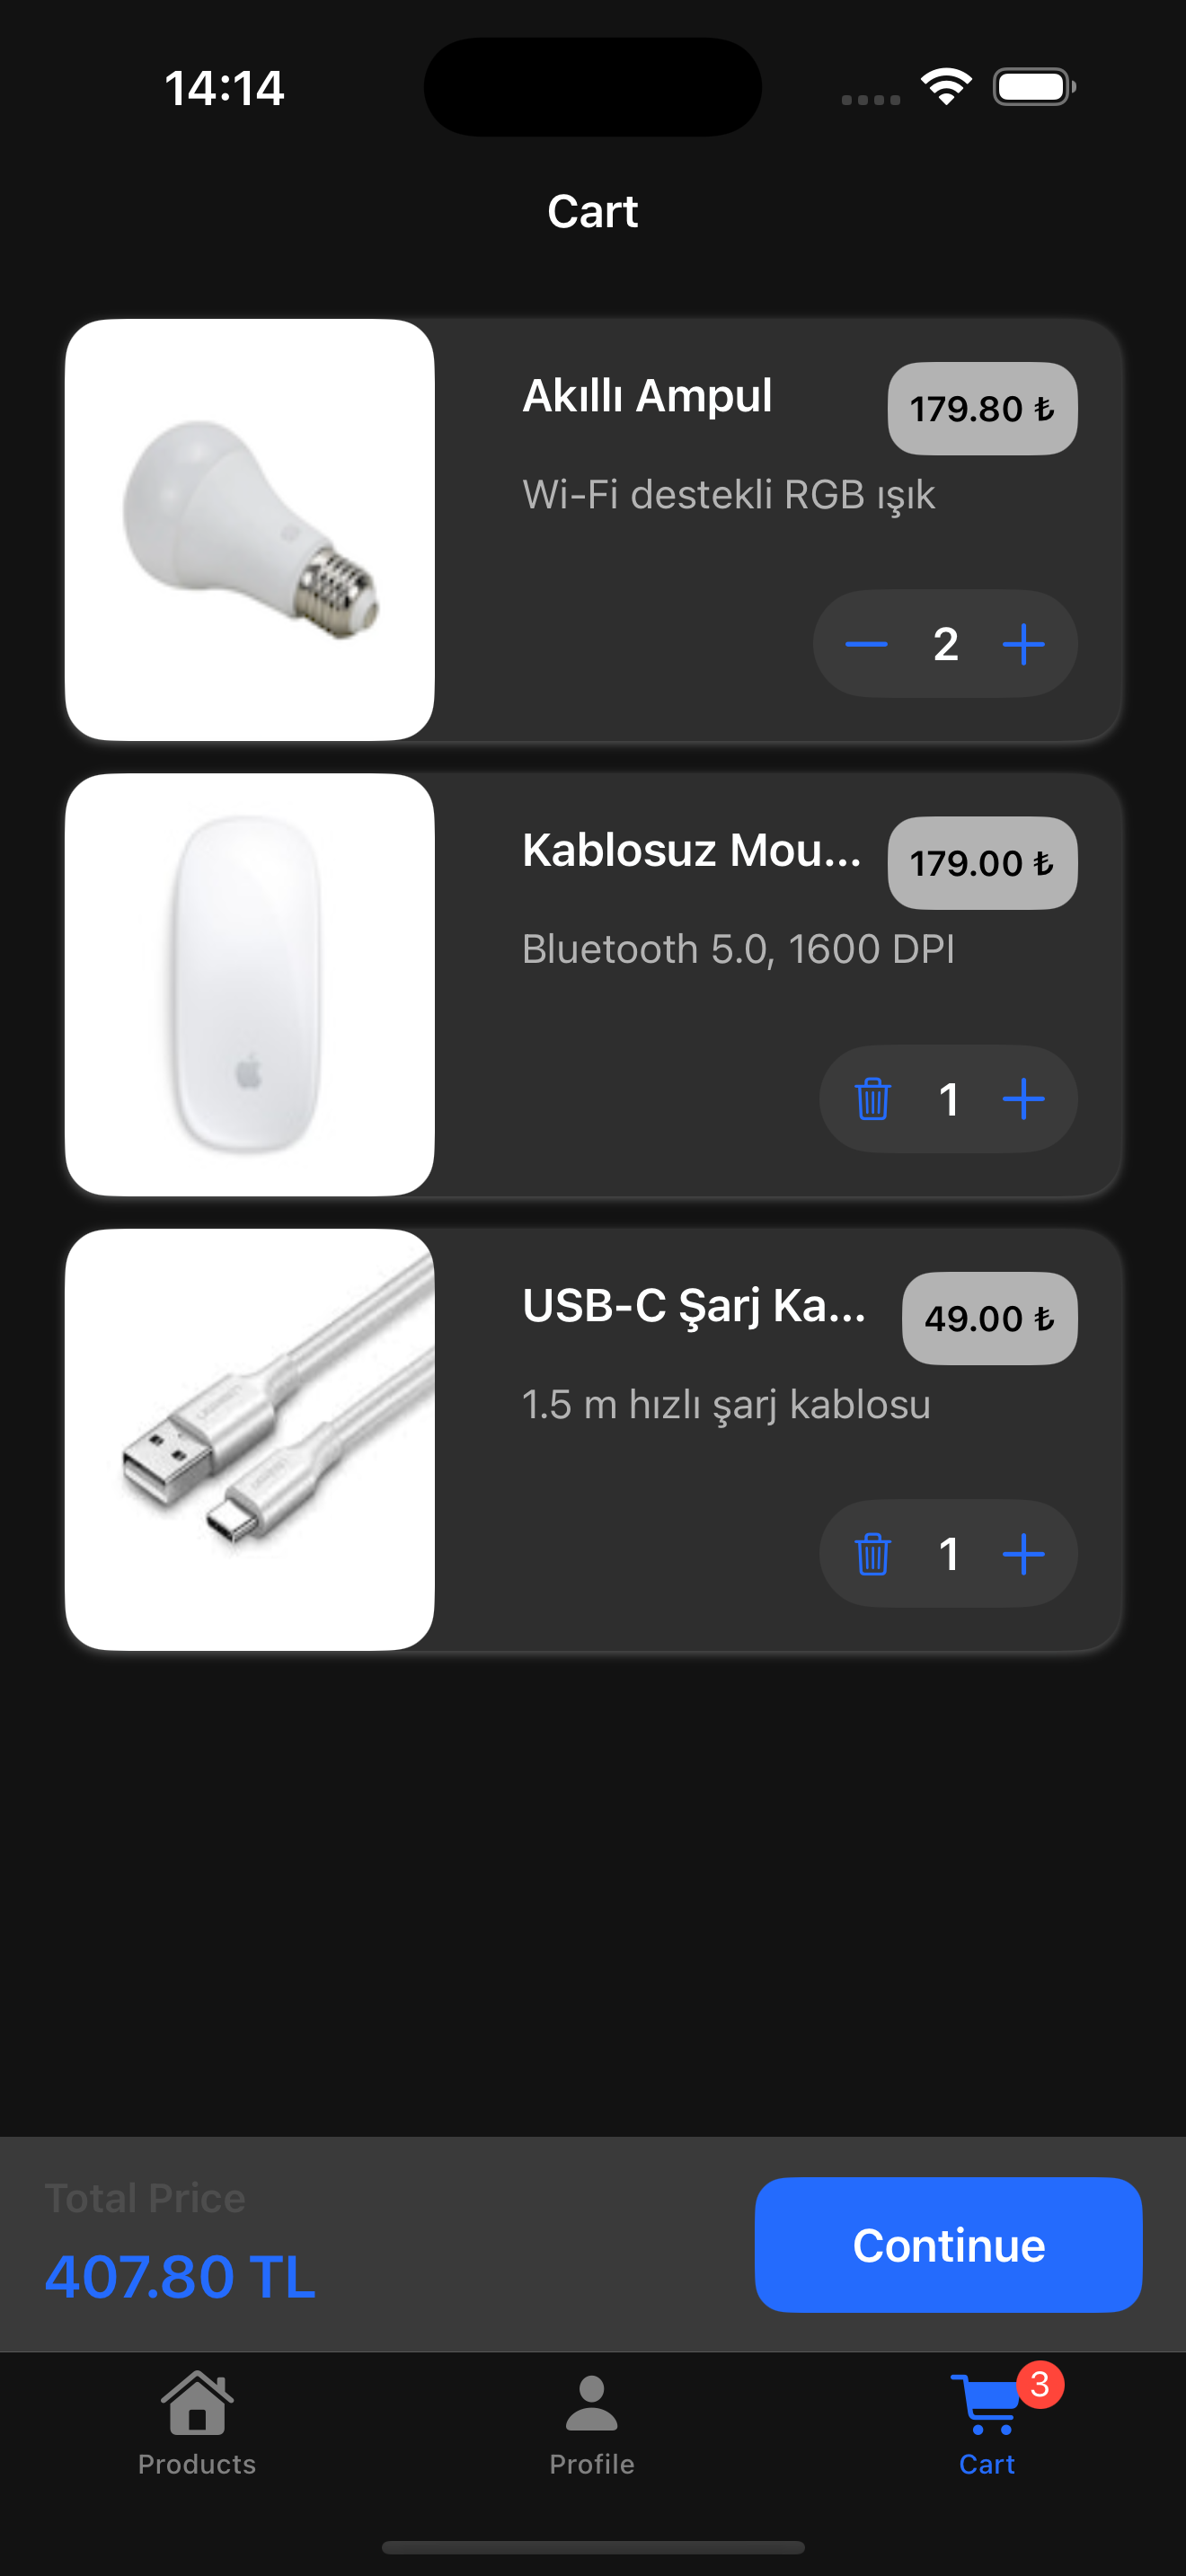 14:14
Cart
Akıllı Ampul
179.80 ₺
Wi-Fi destekli RGB ışık
2
Kablosuz Mou...
179.00 ₺
Bluetooth 5.0, 1600 DPI
1
USB-C Şarj Ka...
49.00 ₺
1.5 m hızlı şarj kablosu
1
Total Price
407.80 TL
Continue
3
Products
Profile
Cart